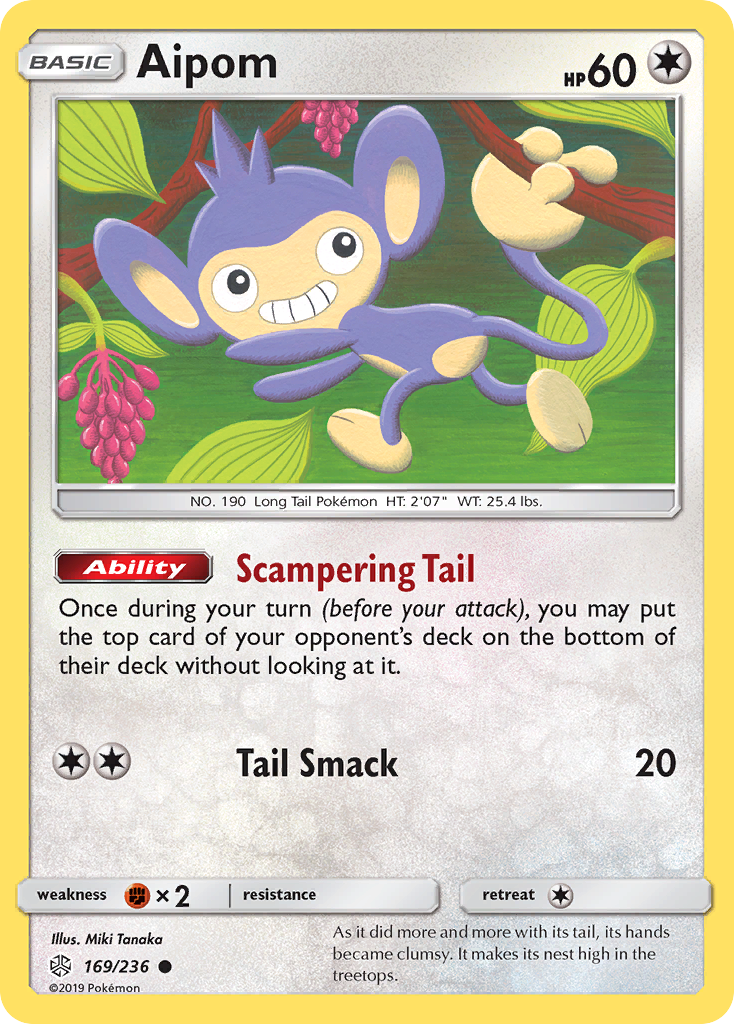 BASIC Aipom HP60
NO. 190 Long Tail Pokémon HT: 2'07" WT: 25.4 lbs.
Ability Scampering Tail
Once during your turn (before your attack), you may put
the top card of your opponent's deck on the bottom of
their deck without looking at it.
Tail Smack 20
weakness ×2 resistance retreat
Illus. Miki Tanaka
169/236
©2019 Pokémon
As it did more and more with its tail, its hands
became clumsy. It makes its nest high in the
treetops.